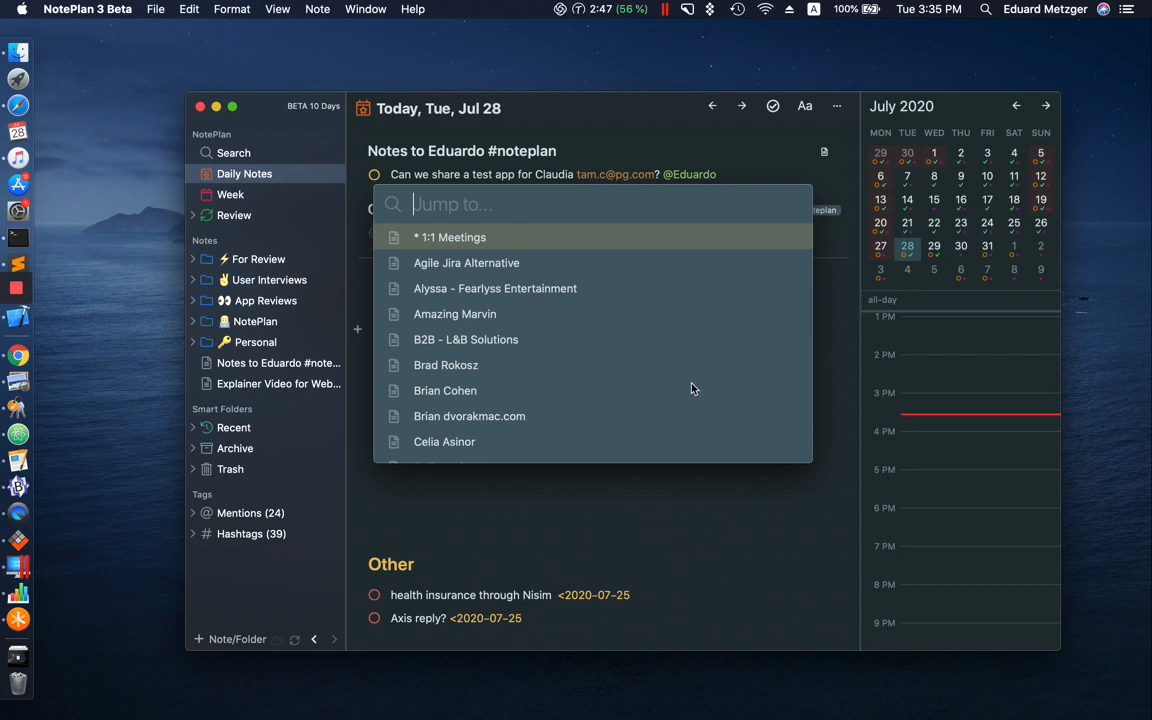 NotePlan 3 Beta File Edit Format View Note Window Help
2:47 (56 %) A 100% Tue 3:35 PM Eduard Metzger
BETA 10 Days
NotePlan
Search
Daily Notes
Week
Review
Notes
⚡ For Review
✌ User Interviews
👀 App Reviews
NotePlan
🔑 Personal
Notes to Eduardo #note...
Explainer Video for Web...
Smart Folders
Recent
Archive
Trash
Tags
@ Mentions (24)
# Hashtags (39)
+ Note/Folder
Today, Tue, Jul 28
Aa
Notes to Eduardo #noteplan
Can we share a test app for Claudia tam.c@pg.com? @Eduardo
Jump to...
* 1:1 Meetings
Agile Jira Alternative
Alyssa - Fearlyss Entertainment
Amazing Marvin
B2B - L&B Solutions
Brad Rokosz
Brian Cohen
Brian dvorakmac.com
Celia Asinor
Other
health insurance through Nisim <2020-07-25
Axis reply? <2020-07-25
July 2020
MON TUE WED THU FRI SAT SUN
29 30 1 2 3 4 5
6 7 8 9 10 11 12
13 14 15 16 17 18 19
20 21 22 23 24 25 26
27 28 29 30 31 1 2
3 4 5 6 7 8 9
all-day
1 PM
2 PM
3 PM
4 PM
5 PM
6 PM
7 PM
8 PM
9 PM